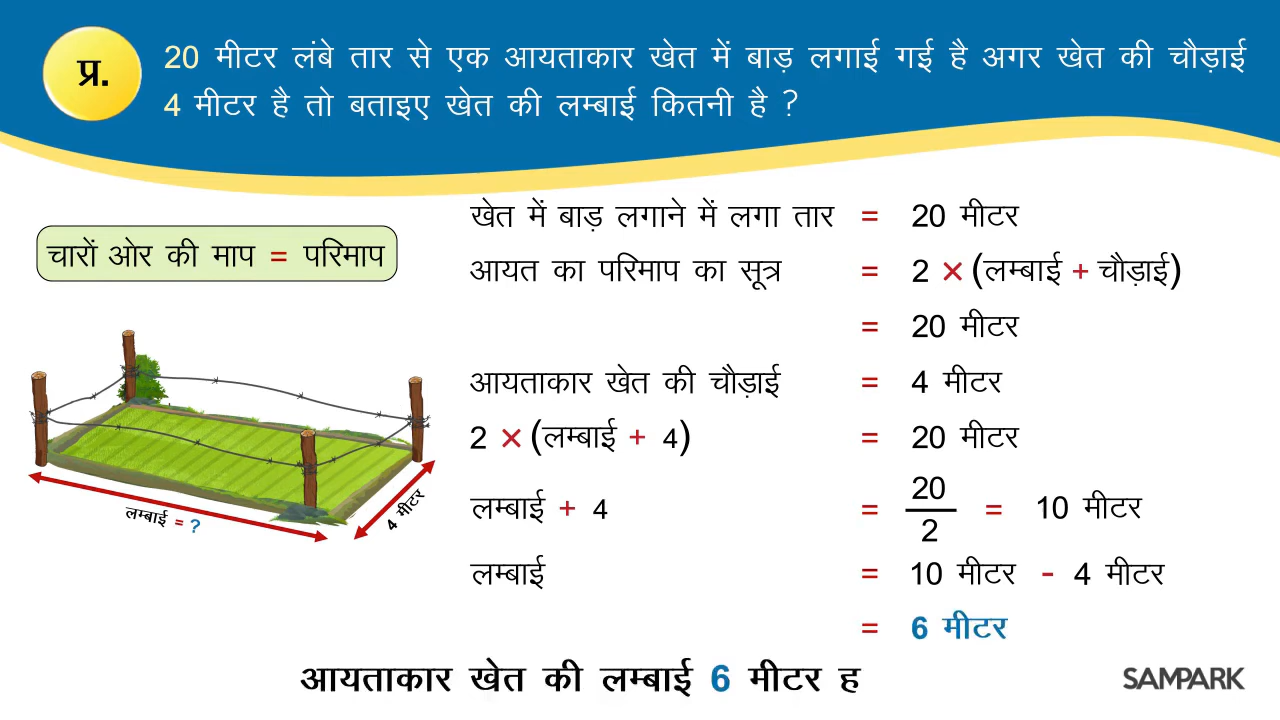 प्र.
20 मीटर लंबे तार से एक आयताकार खेत में बाड़ लगाई गई है अगर खेत की चौड़ाई
4 मीटर है तो बताइए खेत की लम्बाई कितनी है ?
चारों ओर की माप = परिमाप
खेत में बाड़ लगाने में लगा तार = 20 मीटर
आयत का परिमाप का सूत्र = 2 × (लम्बाई + चौड़ाई)
= 20 मीटर
आयताकार खेत की चौड़ाई = 4 मीटर
2 × (लम्बाई + 4) = 20 मीटर
लम्बाई + 4 = 20/2 = 10 मीटर
लम्बाई = 10 मीटर - 4 मीटर
= 6 मीटर
लम्बाई = ?
4 मीटर
आयताकार खेत की लम्बाई 6 मीटर ह
SAMPARK